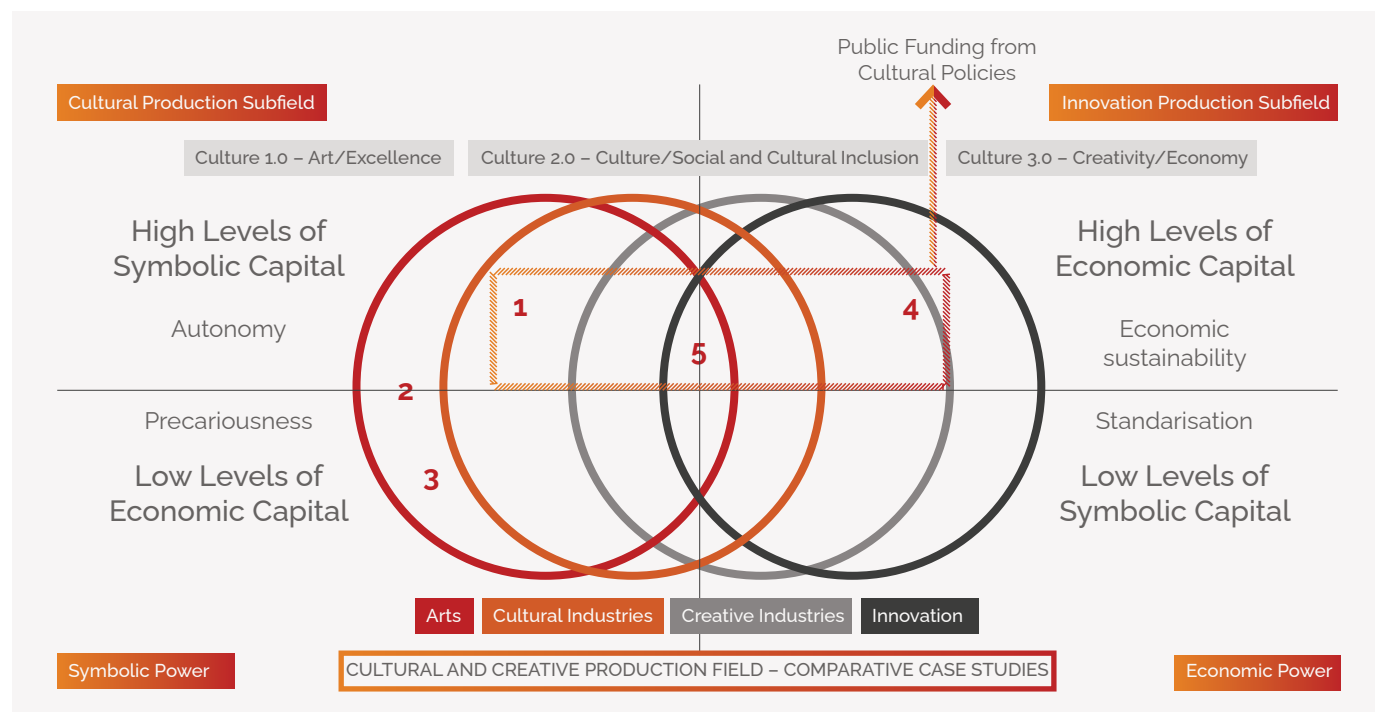 Public Funding from
Cultural Policies
Cultural Production Subfield
Innovation Production Subfield
Culture 1.0 – Art/Excellence
Culture 2.0 – Culture/Social and Cultural Inclusion
Culture 3.0 – Creativity/Economy
High Levels of
Symbolic Capital
High Levels of
Economic Capital
1
4
Autonomy
Economic
sustainability
5
2
Precariousness
Standarisation
3
Low Levels of
Economic Capital
Low Levels of
Symbolic Capital
Arts
Cultural Industries
Creative Industries
Innovation
Symbolic Power
CULTURAL AND CREATIVE PRODUCTION FIELD – COMPARATIVE CASE STUDIES
Economic Power